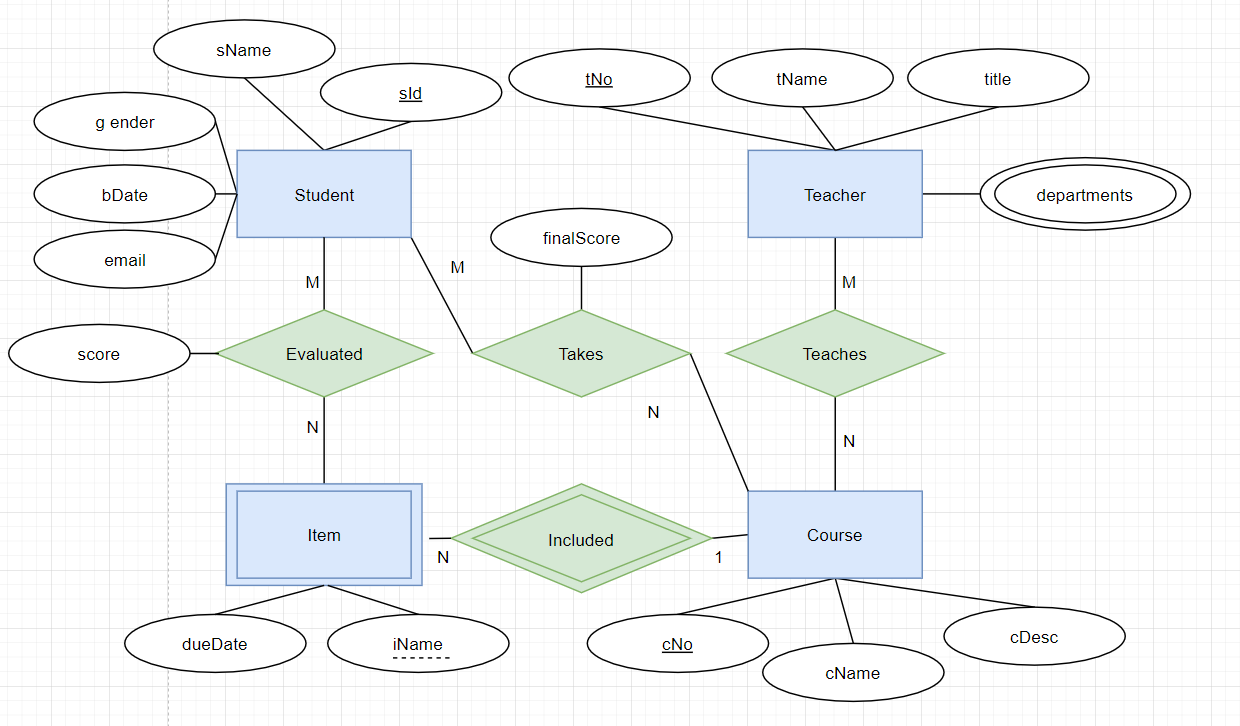 sName
sId
tNo
tName
title
g ender
bDate
email
Student
Teacher
departments
finalScore
M
M
M
score
Evaluated
Takes
Teaches
N
N
N
Item
Included
Course
N
1
dueDate
iName
cNo
cName
cDesc